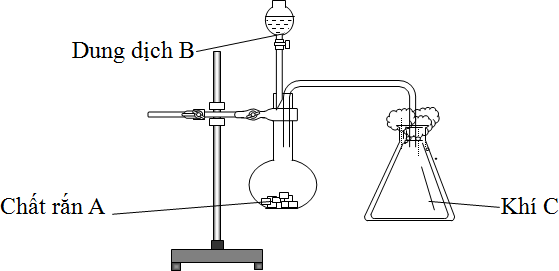 Dung dịch B
Chất rắn A
Khí C